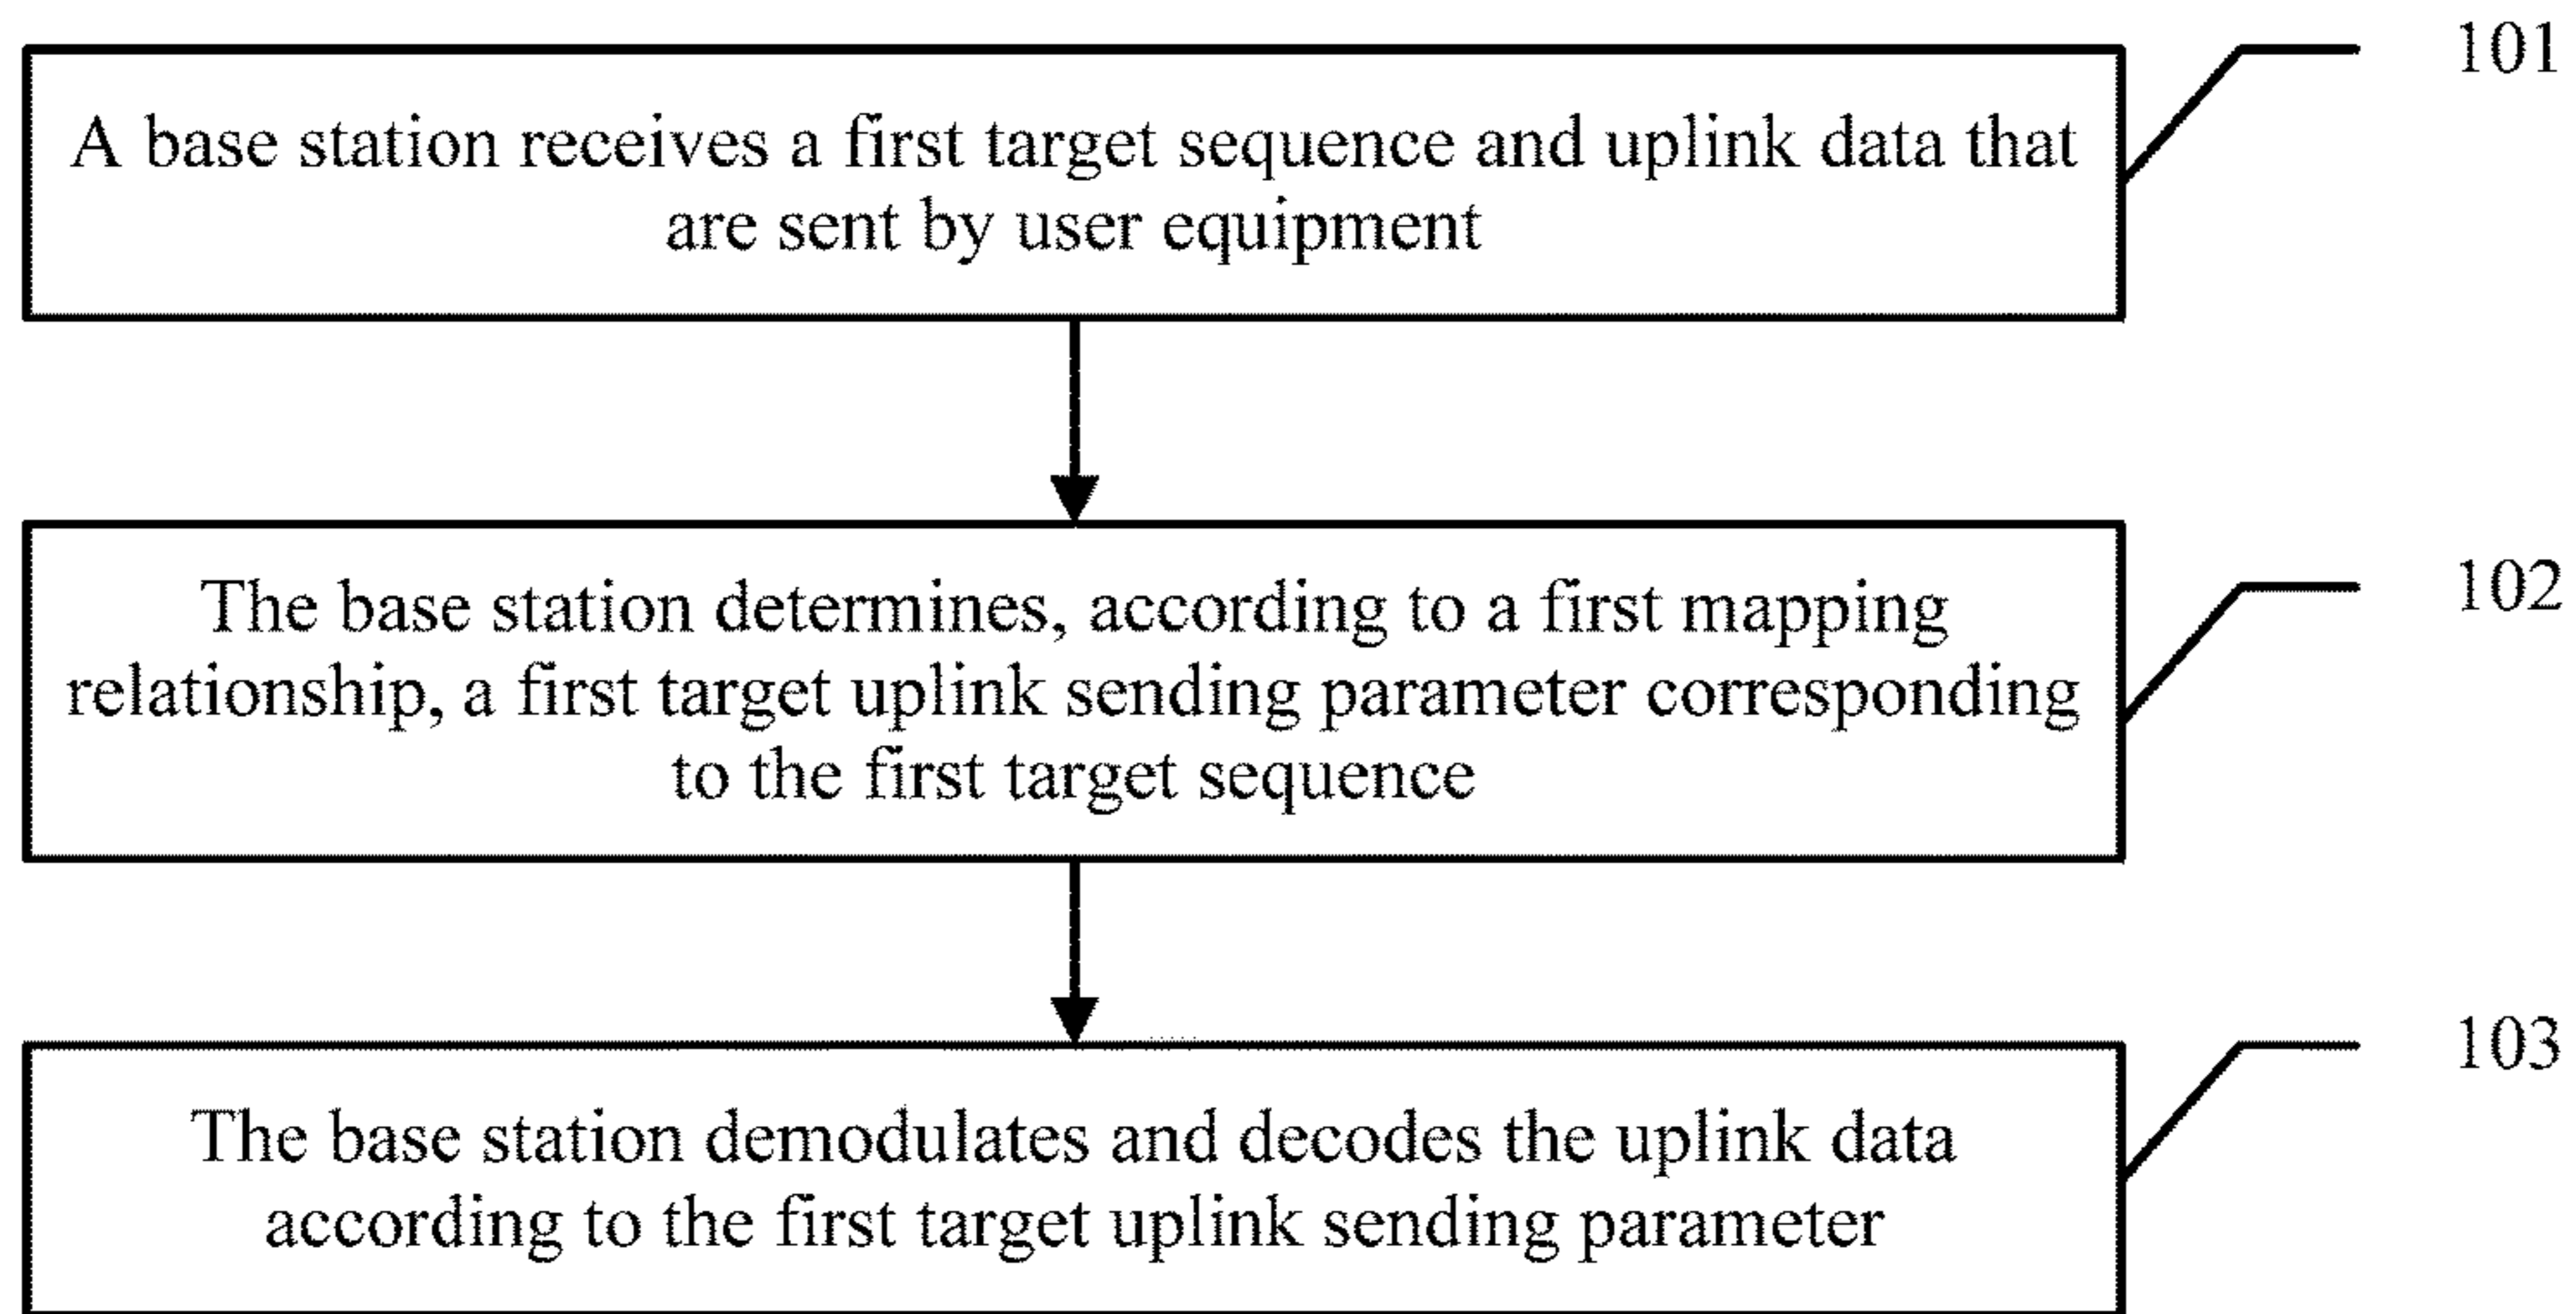 101
A base station receives a first target sequence and uplink data that
are sent by user equipment
102
The base station determines, according to a first mapping
relationship, a first target uplink sending parameter corresponding
to the first target sequence
103
The base station demodulates and decodes the uplink data
according to the first target uplink sending parameter